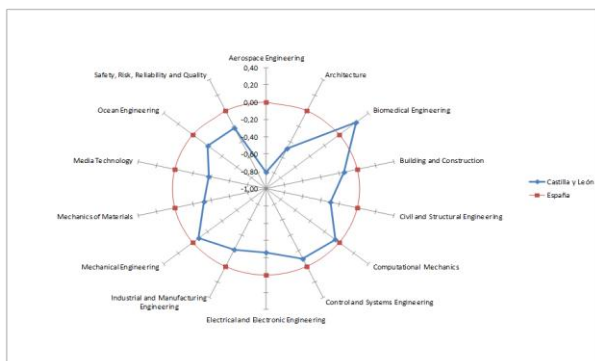 Aerospace Engineering
0,40
0,20
0,00
-0,20
-0,40
-0,60
-0,80
-1,00
Architecture
Biomedical Engineering
Building and Construction
Civil and Structural Engineering
Computational Mechanics
Control and Systems Engineering
Electrical and Electronic Engineering
Industrial and Manufacturing
Engineering
Mechanical Engineering
Mechanics of Materials
Media Technology
Ocean Engineering
Safety, Risk, Reliability and Quality
Castilla y León
España